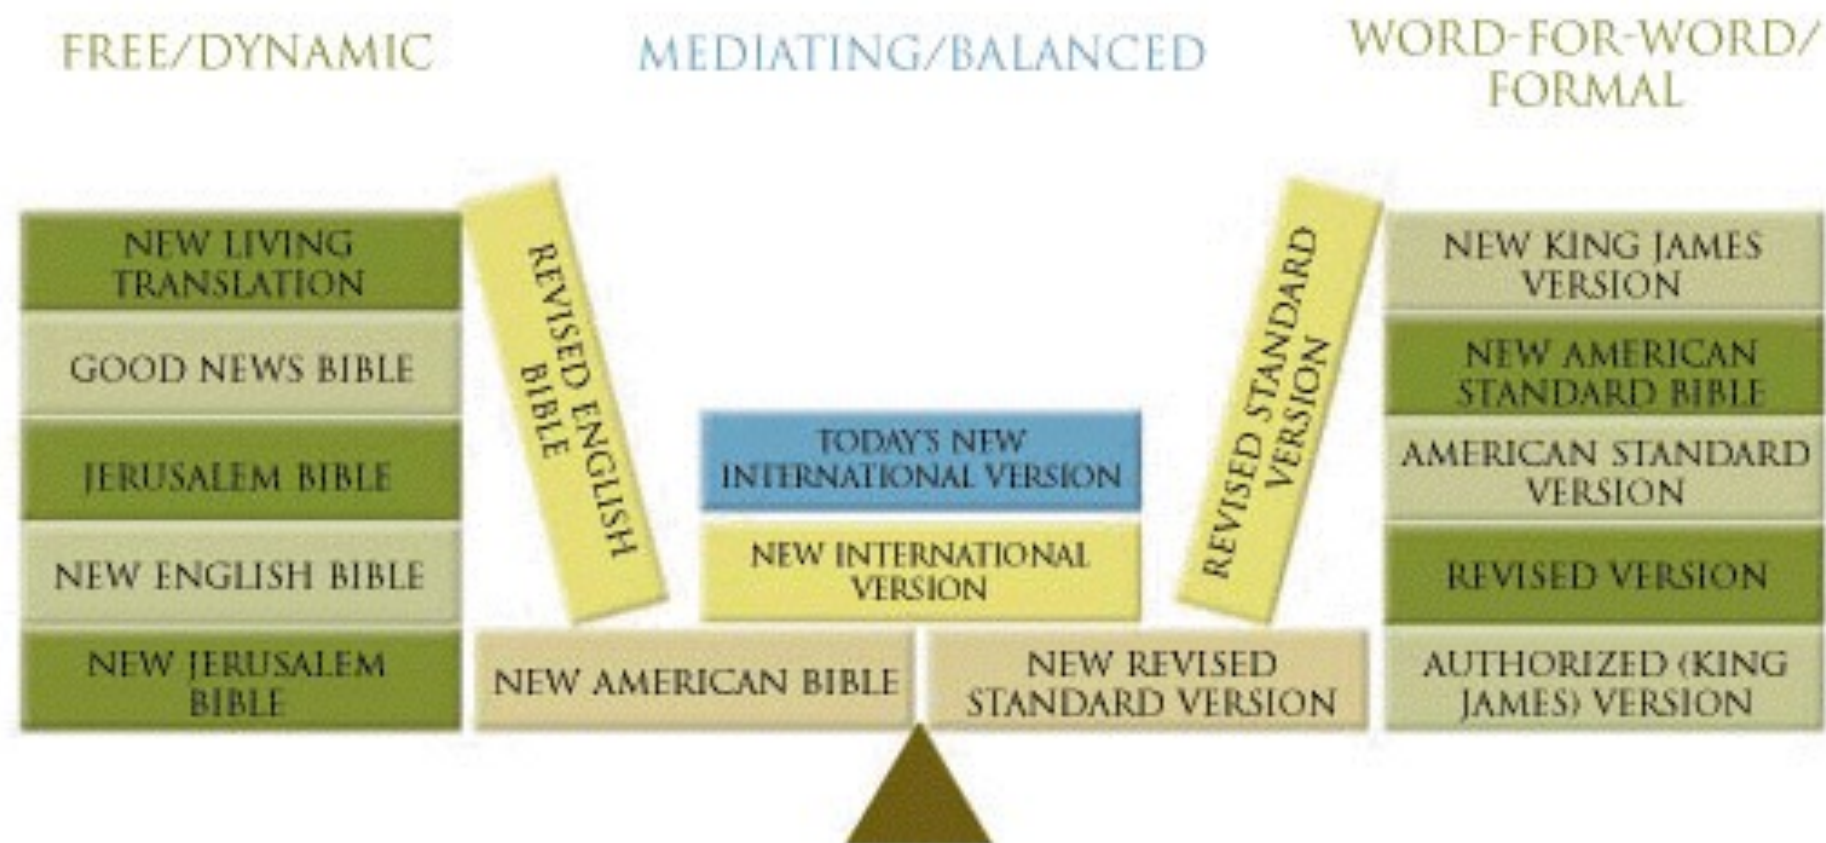 FREE/DYNAMIC
MEDIATING/BALANCED
WORD-FOR-WORD/
FORMAL
NEW LIVING
TRANSLATION
GOOD NEWS BIBLE
JERUSALEM BIBLE
NEW ENGLISH BIBLE
NEW JERUSALEM
BIBLE
REVISED ENGLISH
BIBLE
TODAY'S NEW
INTERNATIONAL VERSION
NEW INTERNATIONAL
VERSION
NEW AMERICAN BIBLE
NEW REVISED
STANDARD VERSION
REVISED STANDARD
VERSION
NEW KING JAMES
VERSION
NEW AMERICAN
STANDARD BIBLE
AMERICAN STANDARD
VERSION
REVISED VERSION
AUTHORIZED (KING
JAMES) VERSION